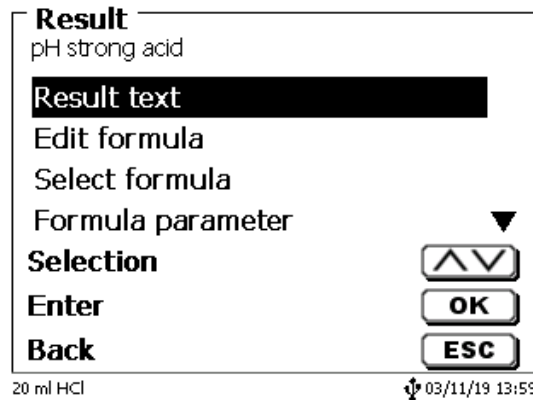 Result
pH strong acid
Result text
Edit formula
Select formula
Formula parameter
Selection
Enter OK
Back ESC
20 ml HCl 03/11/19 13:59